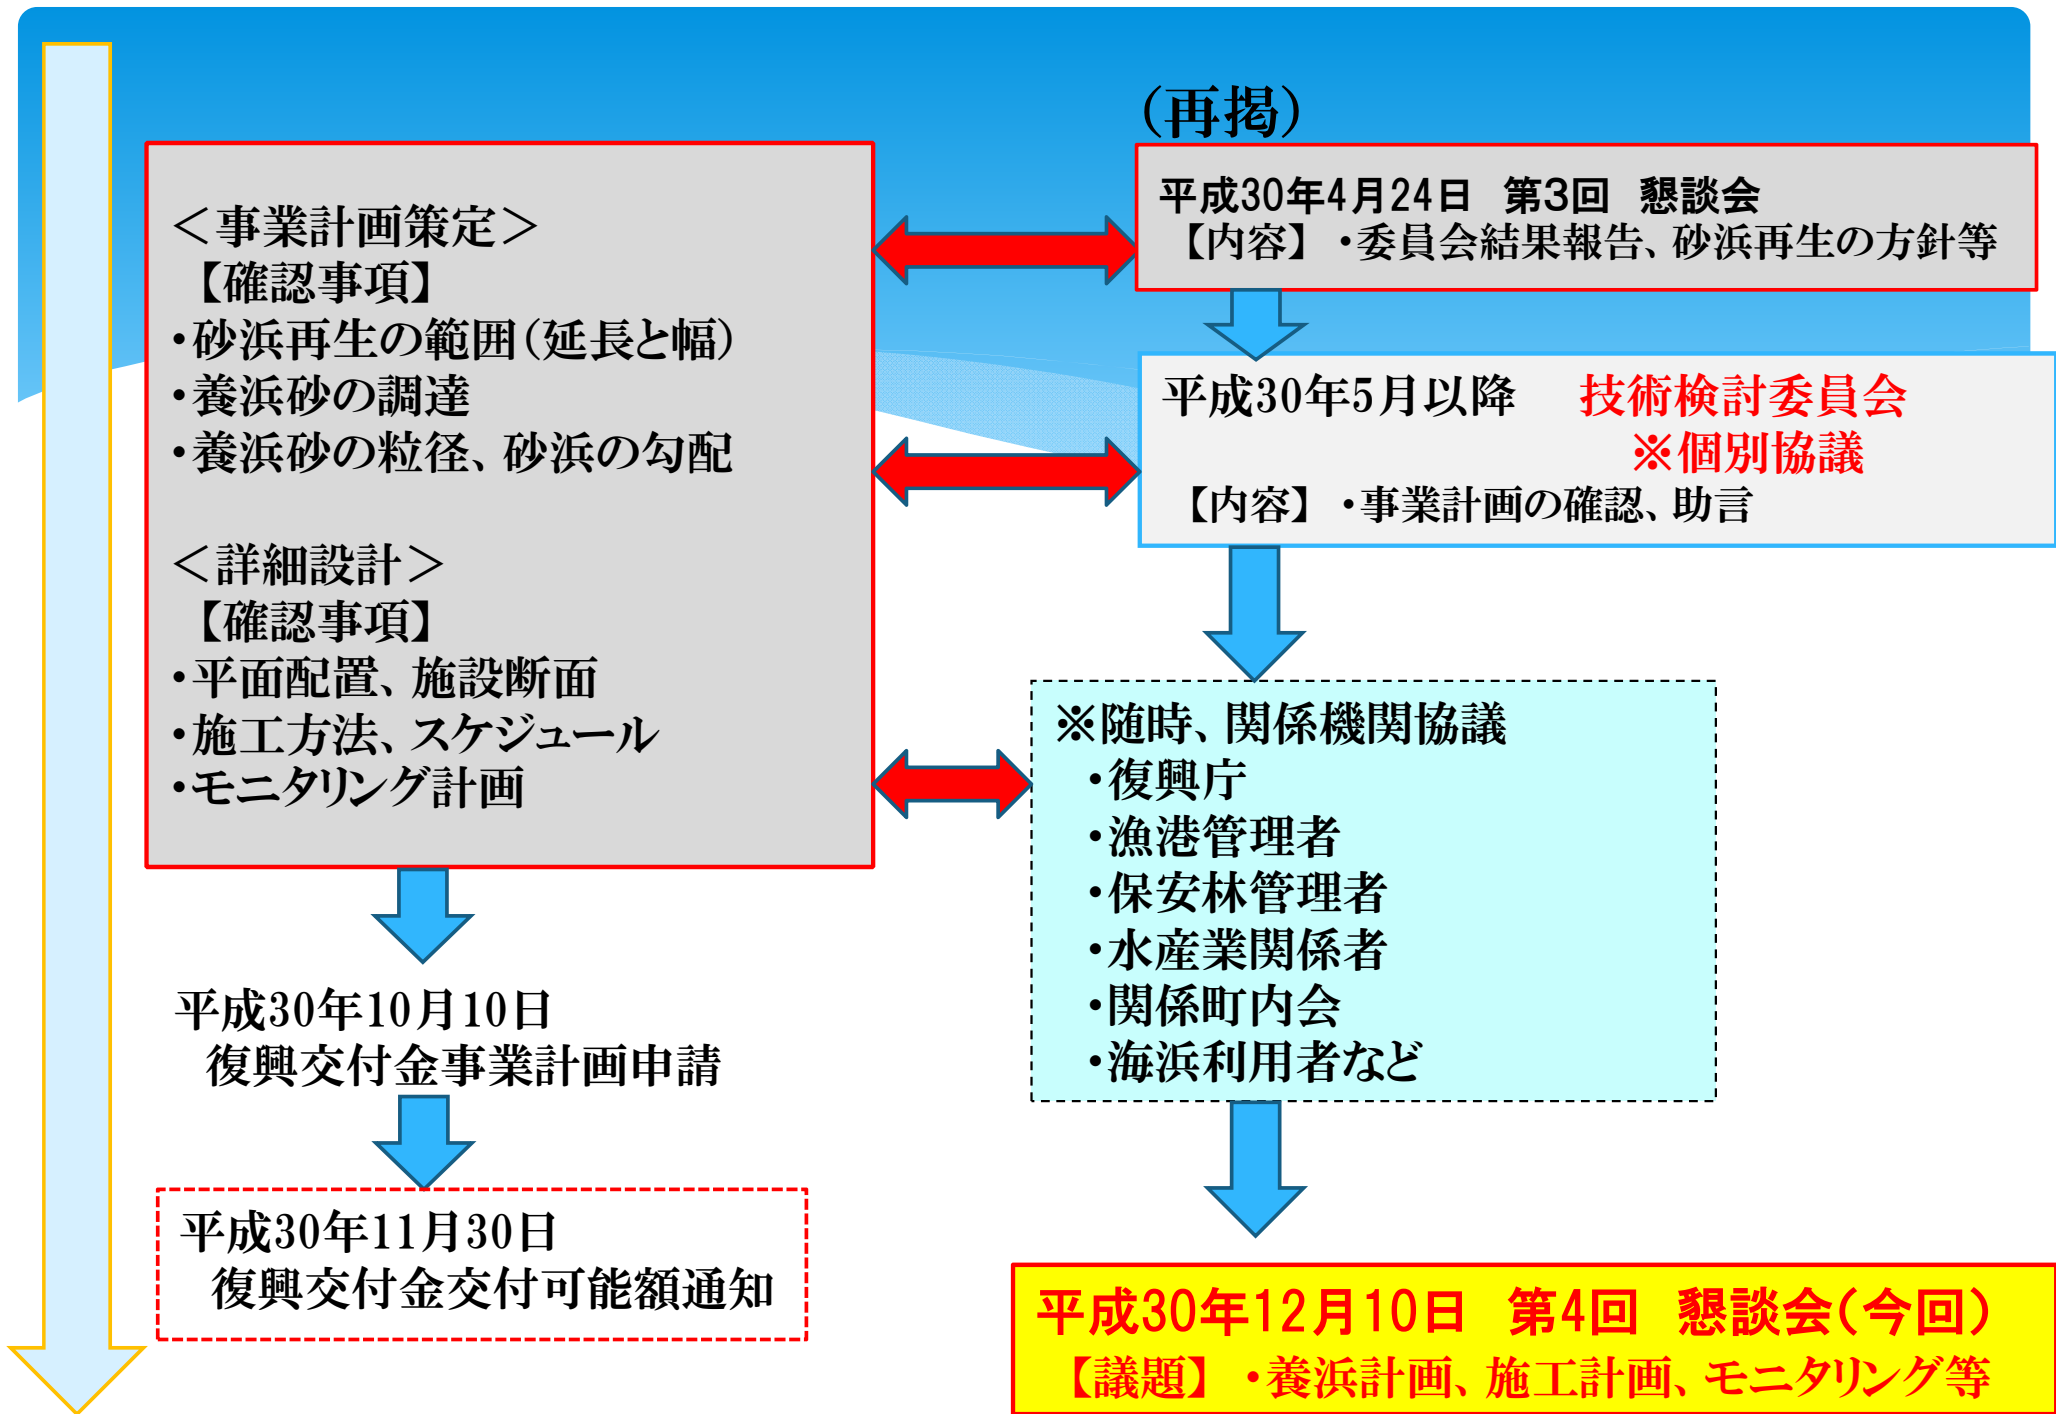 (再掲)
＜事業計画策定＞
【確認事項】
・砂浜再生の範囲(延長と幅)
・養浜砂の調達
・養浜砂の粒径、砂浜の勾配
＜詳細設計＞
【確認事項】
・平面配置、施設断面
・施工方法、スケジュール
・モニタリング計画
平成30年10月10日
復興交付金事業計画申請
平成30年11月30日
復興交付金交付可能額通知
平成30年4月24日　第3回　懇談会
【内容】・委員会結果報告、砂浜再生の方針等
平成30年5月以降　技術検討委員会
※個別協議
【内容】・事業計画の確認、助言
※随時、関係機関協議
・復興庁
・漁港管理者
・保安林管理者
・水産業関係者
・関係町内会
・海浜利用者など
平成30年12月10日　第4回　懇談会(今回)
【議題】・養浜計画、施工計画、モニタリング等